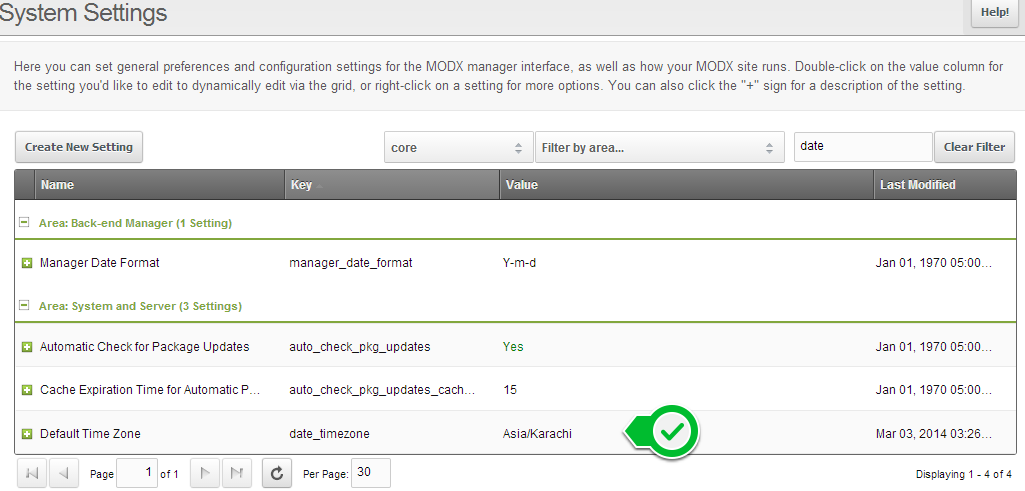 System Settings
Help!
Here you can set general preferences and configuration settings for the MODX manager interface, as well as how your MODX site runs. Double-click on the value column for
the setting you'd like to edit to dynamically edit via the grid, or right-click on a setting for more options. You can also click the "+" sign for a description of the setting.
Create New Setting core Filter by area... date Clear Filter
Name Key Value Last Modified
Area: Back-end Manager (1 Setting)
Manager Date Format manager_date_format Y-m-d Jan 01, 1970 05:00...
Area: System and Server (3 Settings)
Automatic Check for Package Updates auto_check_pkg_updates Yes Jan 01, 1970 05:00...
Cache Expiration Time for Automatic P... auto_check_pkg_updates_cach... 15 Jan 01, 1970 05:00...
Default Time Zone date_timezone Asia/Karachi Mar 03, 2014 03:26...
Page 1 of 1 Per Page: 30 Displaying 1 - 4 of 4